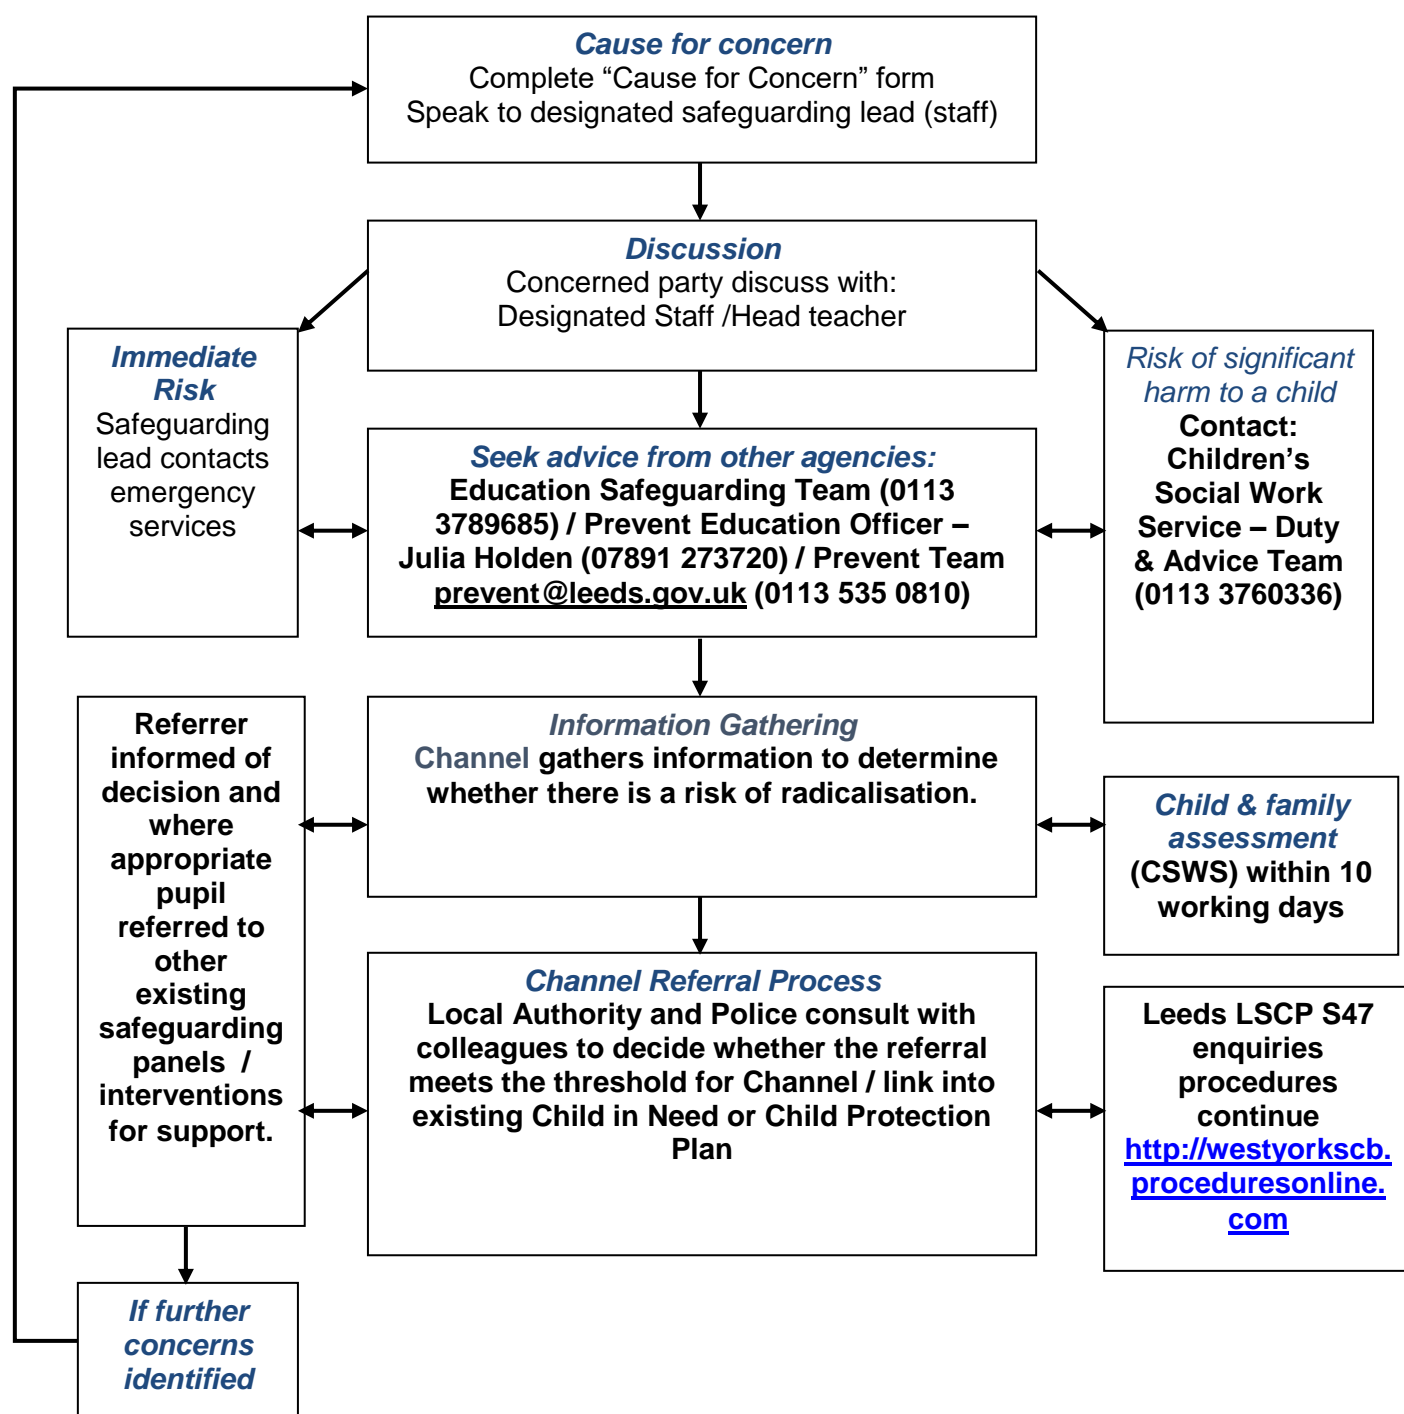 Cause for concern
Complete “Cause for Concern” form
Speak to designated safeguarding lead (staff)
Discussion
Concerned party discuss with:
Designated Staff /Head teacher
Immediate
Risk
Safeguarding
lead contacts
emergency
services
Seek advice from other agencies:
Education Safeguarding Team (0113
3789685) / Prevent Education Officer –
Julia Holden (07891 273720) / Prevent Team
prevent@leeds.gov.uk (0113 535 0810)
Risk of significant
harm to a child
Contact:
Children’s
Social Work
Service – Duty
& Advice Team
(0113 3760336)
Referrer
informed of
decision and
where
appropriate
pupil
referred to
other
existing
safeguarding
panels /
interventions
for support.
Information Gathering
Channel gathers information to determine
whether there is a risk of radicalisation.
Child & family
assessment
(CSWS) within 10
working days
Channel Referral Process
Local Authority and Police consult with
colleagues to decide whether the referral
meets the threshold for Channel / link into
existing Child in Need or Child Protection
Plan
Leeds LSCP S47
enquiries
procedures
continue
http://westyorkscb.
proceduresonline.
com
If further
concerns
identified